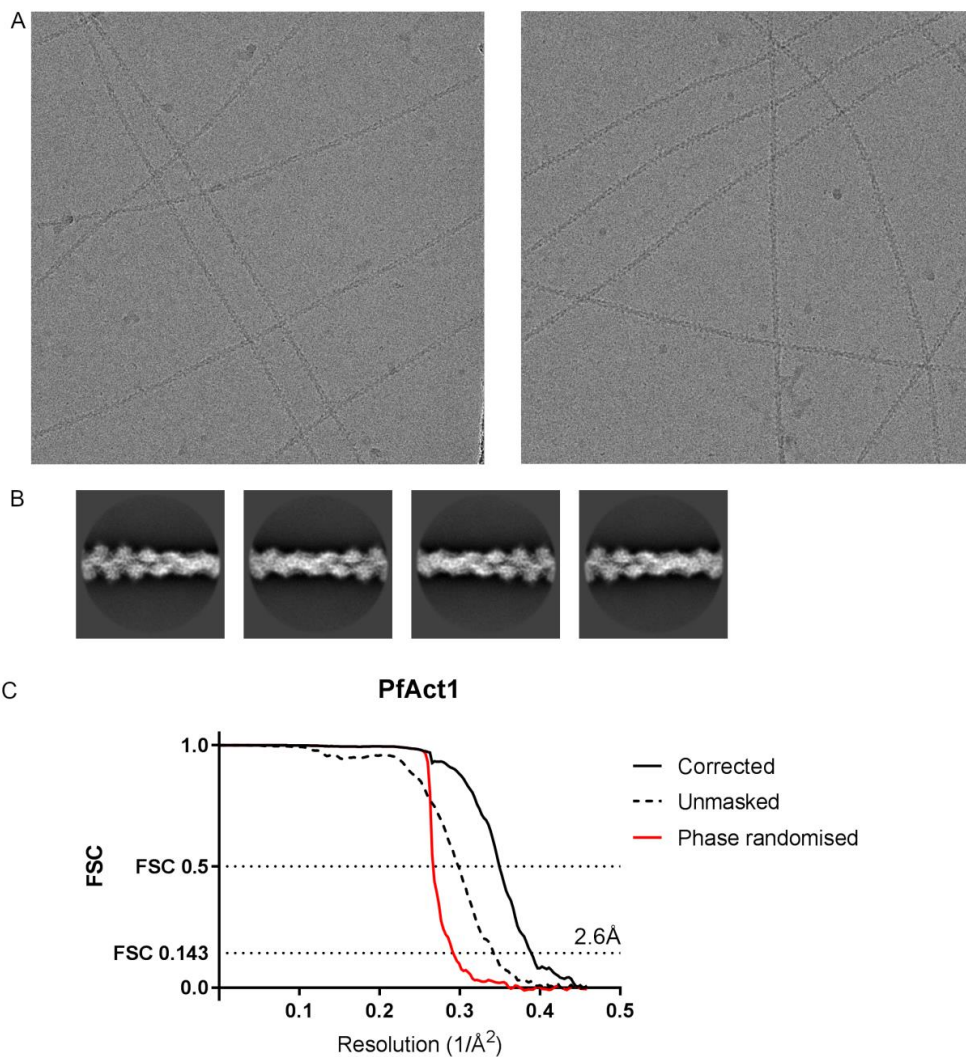 A
B
C
PfAct1
1.0
FSC 0.5
FSC 0.143
0.0
FSC
0.1 0.2 0.3 0.4 0.5
Resolution (1/Å²)
2.6Å
Corrected
Unmasked
Phase randomised